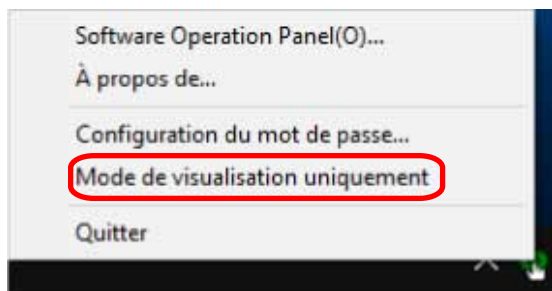 Software Operation Panel(O)...
À propos de...
Configuration du mot de passe...
Mode de visualisation uniquement
Quitter